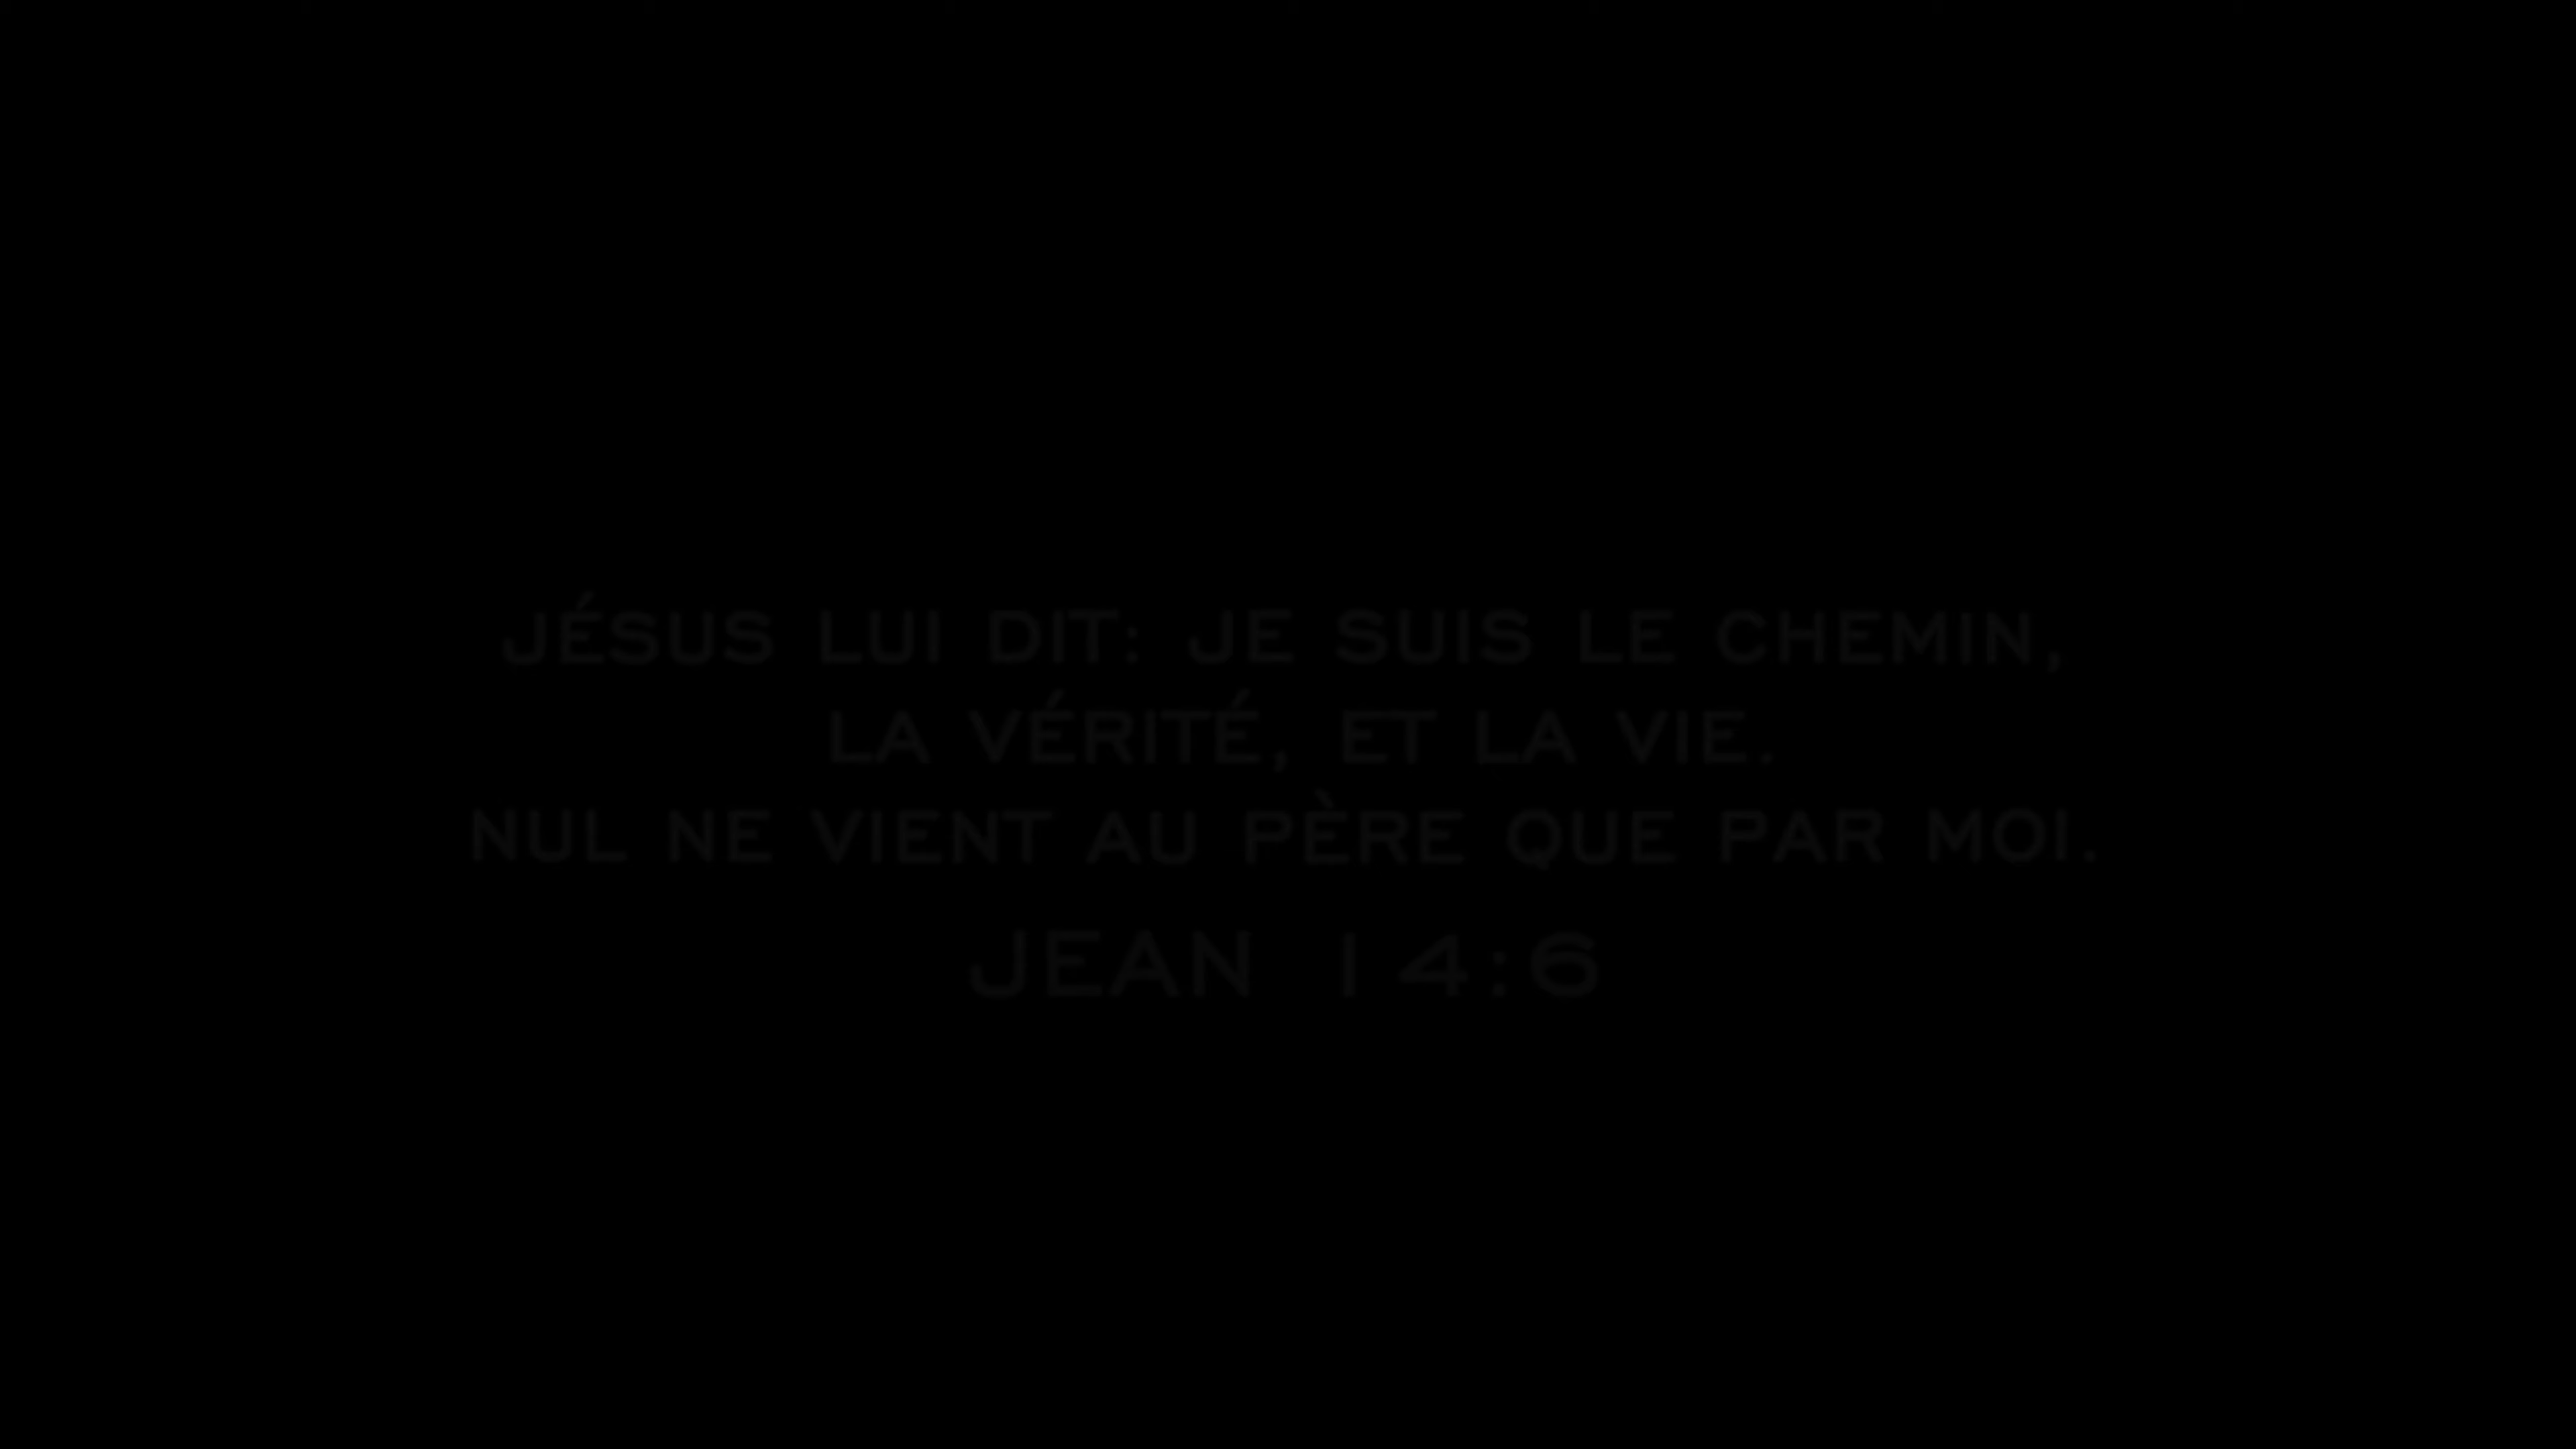 JÉSUS LUI DIT: JE SUIS LE CHEMIN,
LA VÉRITÉ, ET LA VIE.
NUL NE VIENT AU PÈRE QUE PAR MOI.
JEAN 14:6